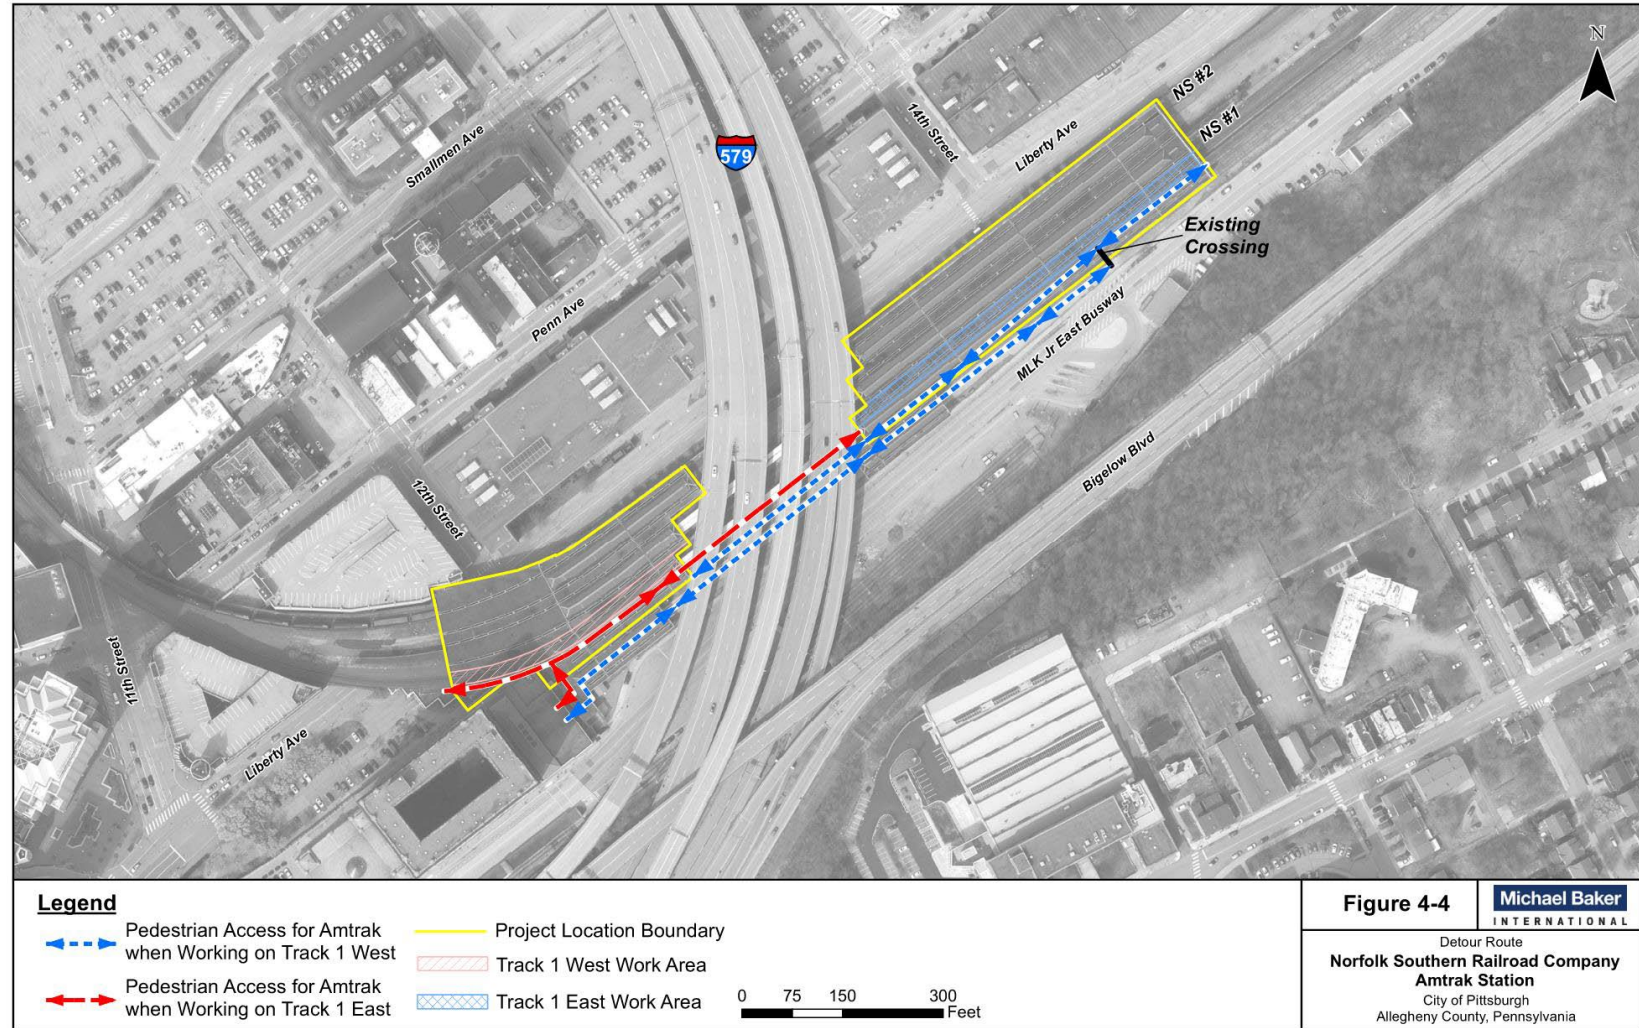 N
NS #2
NS #1
14th Street
Liberty Ave
579
Smallmen Ave
Existing
Crossing
Penn Ave
MLK Jr East Busway
Bigelow Blvd
12th Street
11th Street
Liberty Ave
Legend
Pedestrian Access for Amtrak
when Working on Track 1 West
Pedestrian Access for Amtrak
when Working on Track 1 East
Project Location Boundary
Track 1 West Work Area
Track 1 East Work Area
0 75 150 300
Feet
Figure 4-4
Michael Baker
INTERNATIONAL
Detour Route
Norfolk Southern Railroad Company
Amtrak Station
City of Pittsburgh
Allegheny County, Pennsylvania